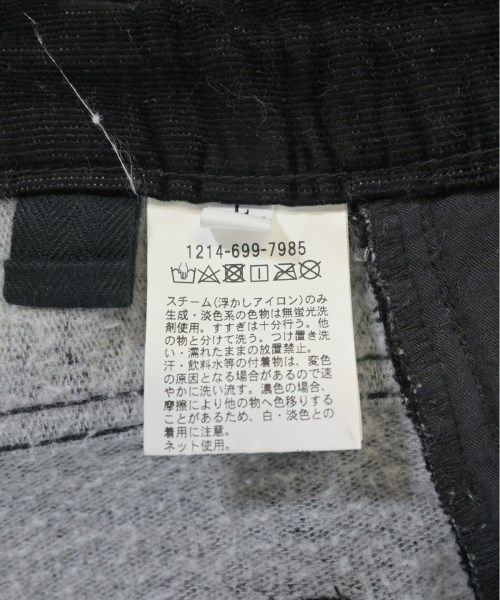 1214-699-7985
スチーム(浮かしアイロン)のみ
生成・淡色系の色物は無蛍光洗
剤使用。すすぎは十分行う。他
の物と分けて洗う。つけ置き洗
い・濡れたままの放置禁止。
汗・飲料水等の付着物は、変色
の原因となる場合があるので速
やかに洗い流す。濃色の場合、
摩擦により他の物へ色移りする
ことがあるため、白・淡色との
着用に注意。
ネット使用。